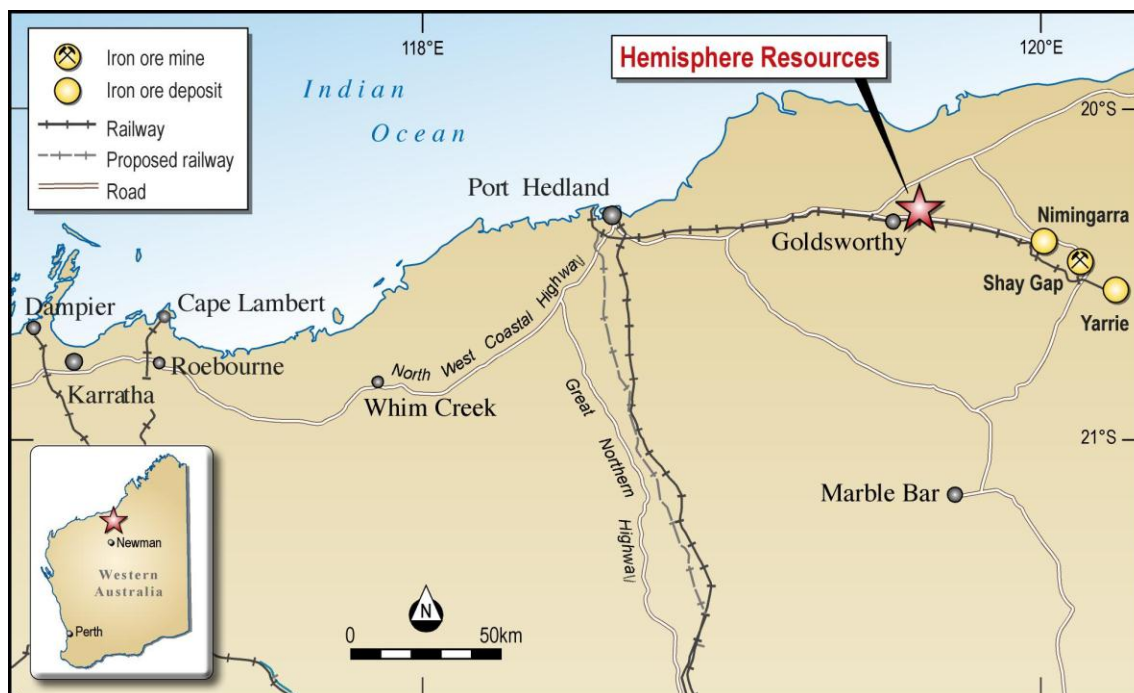 Iron ore mine
Iron ore deposit
Railway
Proposed railway
Road
118°E
120°E
Hemisphere Resources
Indian
Ocean
20°S
Port Hedland
Nimingarra
Goldsworthy
Shay Gap
Yarrie
Dampier
Cape Lambert
Roebourne
Karratha
North West Coastal Highway
Whim Creek
Great Northern Highway
21°S
Marble Bar
Newman
Western
Australia
Perth
N
0
50km